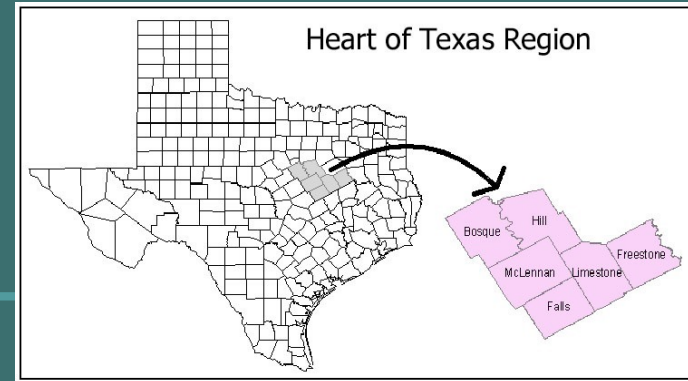 Heart of Texas Region
Hill
Bosque
Freestone
McLennan
Limestone
Falls